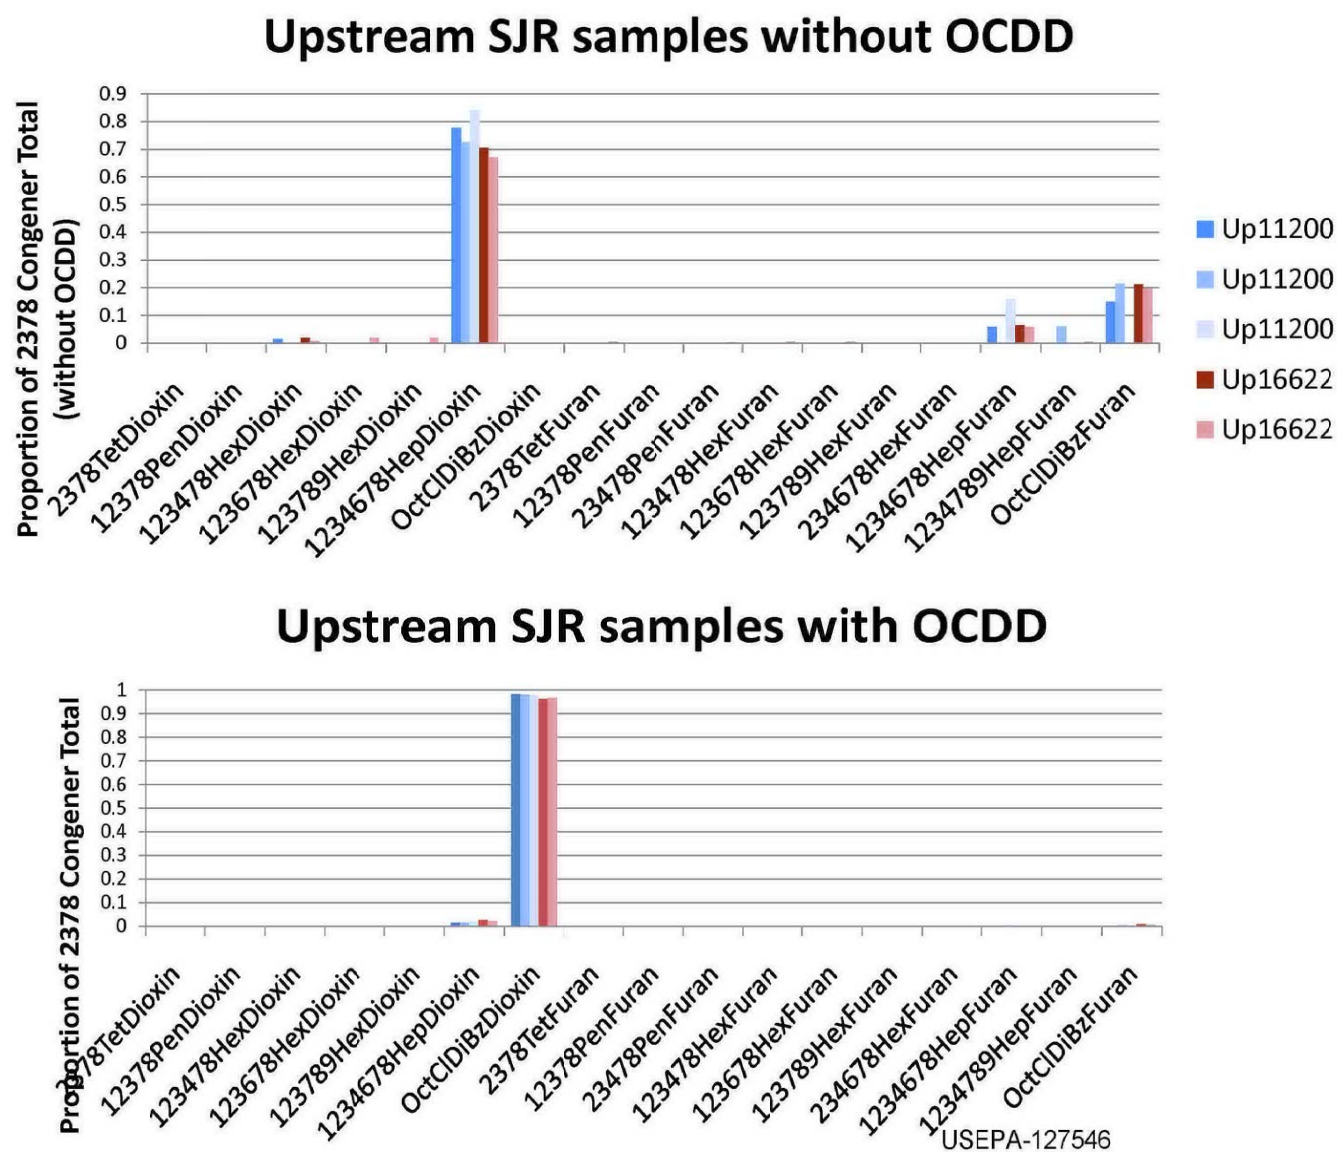 Upstream SJR samples without OCDD
Proportion of 2378 Congener Total
(without OCDD)
0.9
0.8
0.7
0.6
0.5
0.4
0.3
0.2
0.1
0
2378TetDioxin
12378PenDioxin
123478HexDioxin
123678HexDioxin
123789HexDioxin
1234678HepDioxin
OctClDiBzDioxin
2378TetFuran
12378PenFuran
23478PenFuran
123478HexFuran
123678HexFuran
123789HexFuran
234678HexFuran
1234678HepFuran
1234789HepFuran
OctClDiBzFuran
Up11200
Up11200
Up11200
Up16622
Up16622
Upstream SJR samples with OCDD
Proportion of 2378 Congener Total
1
0.9
0.8
0.7
0.6
0.5
0.4
0.3
0.2
0.1
0
2378TetDioxin
12378PenDioxin
123478HexDioxin
123678HexDioxin
123789HexDioxin
1234678HepDioxin
OctClDiBzDioxin
2378TetFuran
12378PenFuran
23478PenFuran
123478HexFuran
123678HexFuran
123789HexFuran
234678HexFuran
1234678HepFuran
1234789HepFuran
OctClDiBzFuran
USEPA-127546